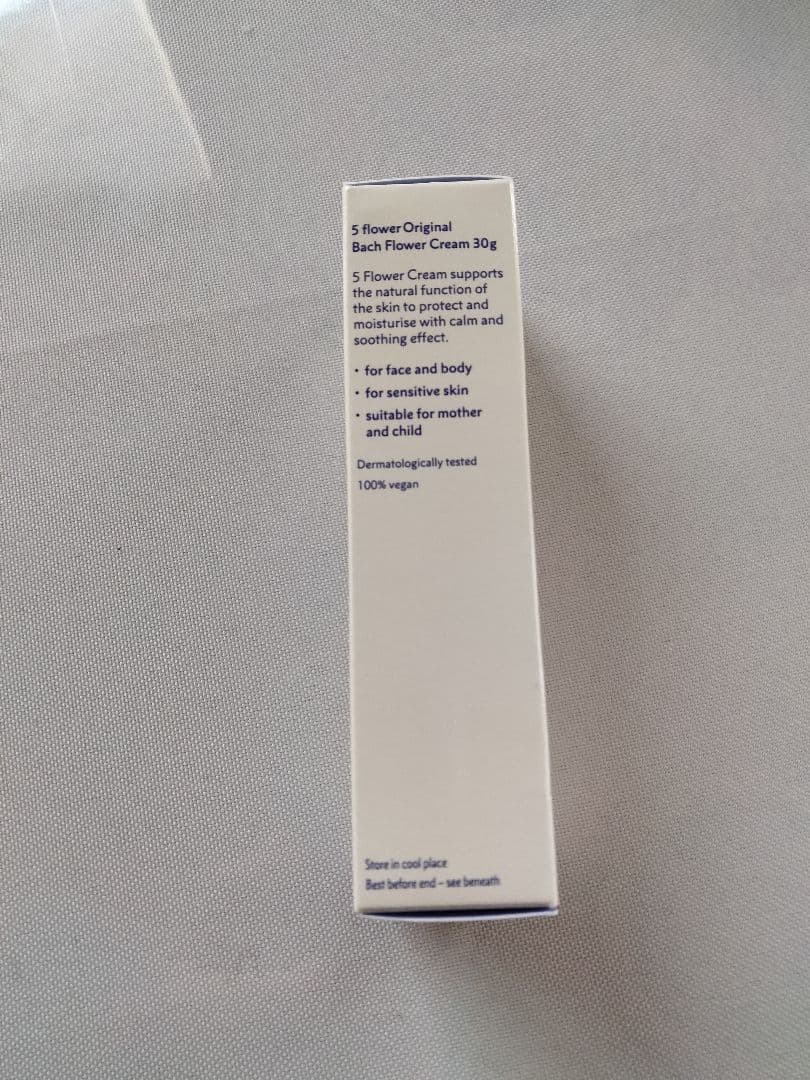 5 flower Original
Bach Flower Cream 30g
5 Flower Cream supports
the natural function of
the skin to protect and
moisturise with calm and
soothing effect.
• for face and body
• for sensitive skin
• suitable for mother
and child
Dermatologically tested
100% vegan
Store in cool place
Best before end – see beneath